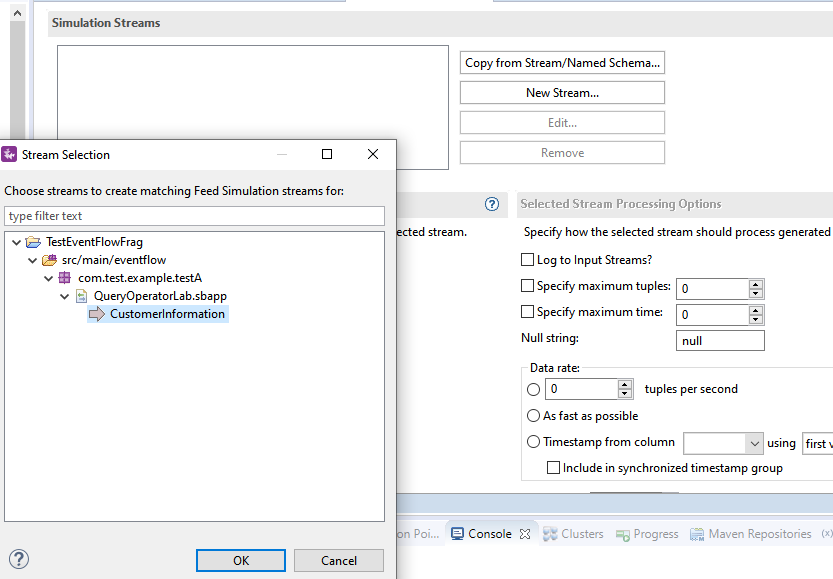 Simulation Streams
Copy from Stream/Named Schema...
New Stream...
Edit...
Remove
Stream Selection
Choose streams to create matching Feed Simulation streams for:
type filter text
TestEventFlowFrag
src/main/eventflow
com.test.example.testA
QueryOperatorLab.sbapp
CustomerInformation
OK
Cancel
ected stream.
Selected Stream Processing Options
Specify how the selected stream should process generated
Log to Input Streams?
Specify maximum tuples: 0
Specify maximum time: 0
Null string: null
Data rate:
0 tuples per second
As fast as possible
Timestamp from column using first v
Include in synchronized timestamp group
on Poi... Console Clusters Progress Maven Repositories (x)